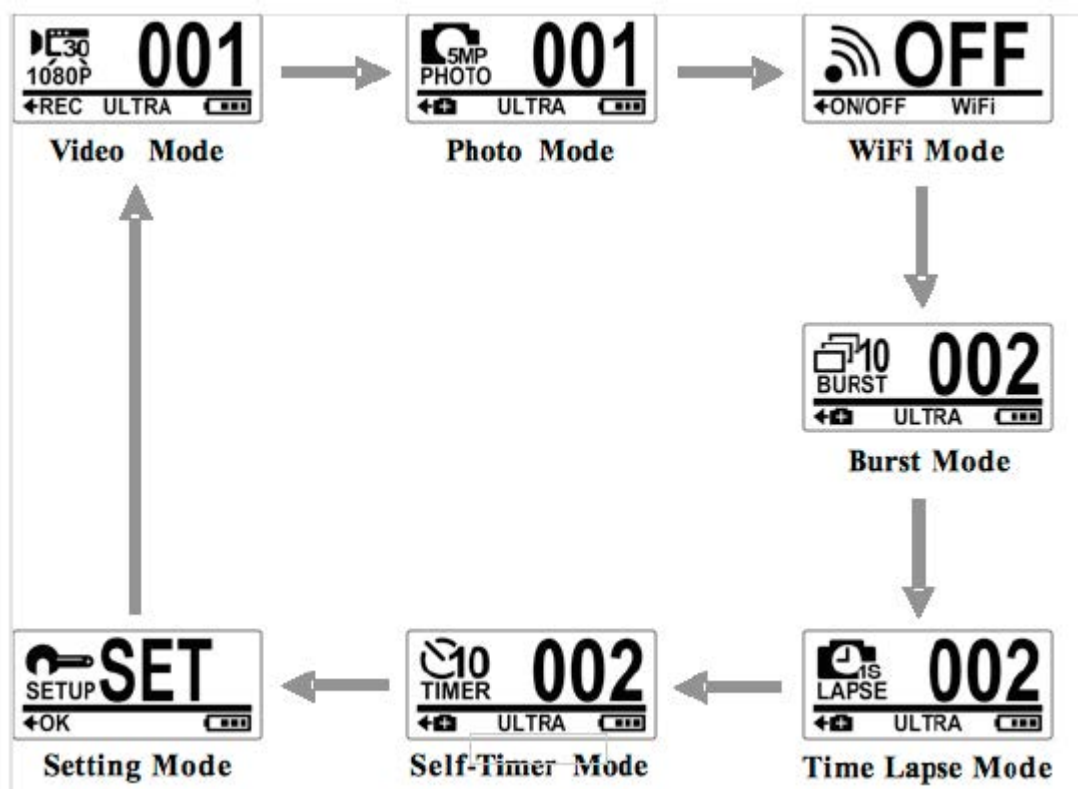 30
1080P
001
REC ULTRA
Video Mode
5MP
PHOTO
001
ULTRA
Photo Mode
OFF
ON/OFF WiFi
WiFi Mode
10
BURST
002
ULTRA
Burst Mode
1S
LAPSE
002
ULTRA
Time Lapse Mode
10
TIMER
002
ULTRA
Self-Timer Mode
SETUP
SET
OK
Setting Mode